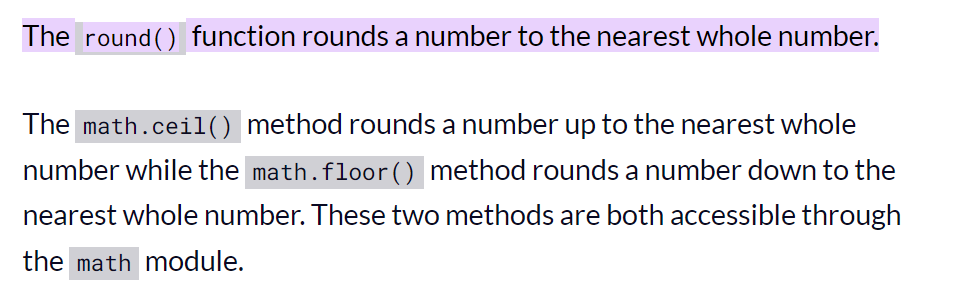 The round() function rounds a number to the nearest whole number.
The math.ceil() method rounds a number up to the nearest whole
number while the math.floor() method rounds a number down to the
nearest whole number. These two methods are both accessible through
the math module.